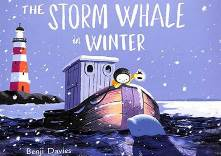 THE STORM WHALE
IN WINTER
Benji Davies